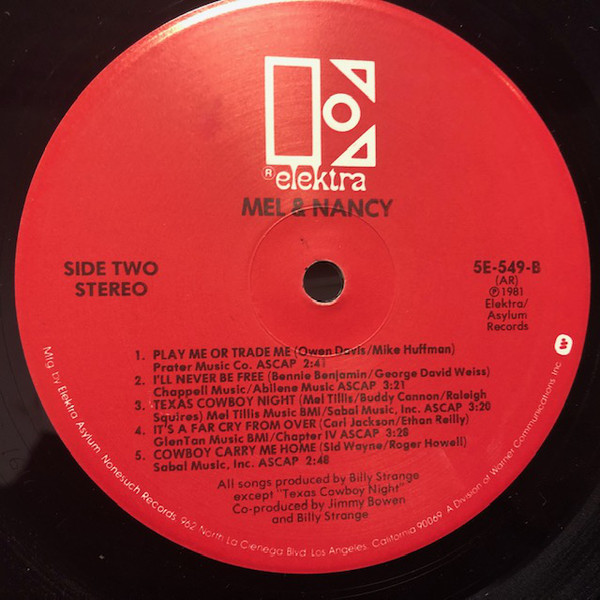 ® elektra
MEL & NANCY
SIDE TWO
STEREO
5E-549-B
(AR)
℗ 1981
Elektra/
Asylum
Records
1. PLAY ME OR TRADE ME (Owen Davis/Mike Huffman)
Prater Music Co. ASCAP 2:41
2. I'LL NEVER BE FREE (Bennie Benjamin/George David Weiss)
Chappell Music/Abilene Music ASCAP 3:21
3. TEXAS COWBOY NIGHT (Mel Tillis/Buddy Cannon/Raleigh
Squires) Mel Tillis Music BMI/Sabal Music, Inc. ASCAP 3:20
4. IT'S A FAR CRY FROM OVER (Carl Jackson/Ethan Reilly)
GlenTan Music BMI/Chapter IV ASCAP 3:26
5. COWBOY CARRY ME HOME (Sid Wayne/Roger Howell)
Sabal Music, Inc. ASCAP 2:48
All songs produced by Billy Strange
except "Texas Cowboy Night"
Co-produced by Jimmy Bowen
and Billy Strange
Mfg. by Elektra Asylum, Nonesuch Records, 962 North La Cienega Blvd. Los Angeles, California 90069. A Division of Warner Communications Inc.